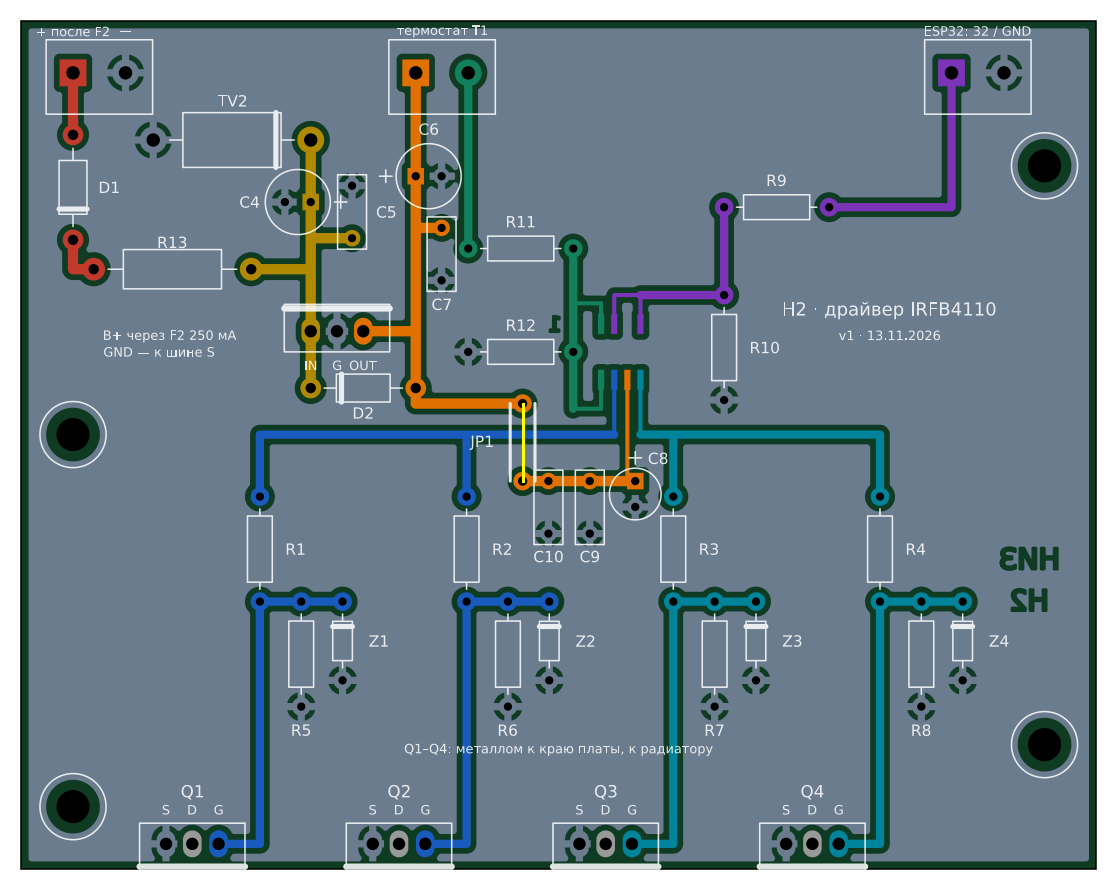 + после F2 —
термостат T1
ESP32: 32 / GND
TV2
C6
+
D1
C4
+
C5
R9
R11
R13
C7
H2 · драйвер IRFB4110
v1 · 13.11.2026
B+ через F2 250 мА
GND — к шине S
R12
1
R10
IN G OUT
D2
JP1
+ C8
C10
C9
R1
R2
R3
R4
HN3
H2
Z1
Z2
Z3
Z4
R5
R6
R7
R8
Q1–Q4: металлом к краю платы, к радиатору
Q1
Q2
Q3
Q4
S D G
S D G
S D G
S D G